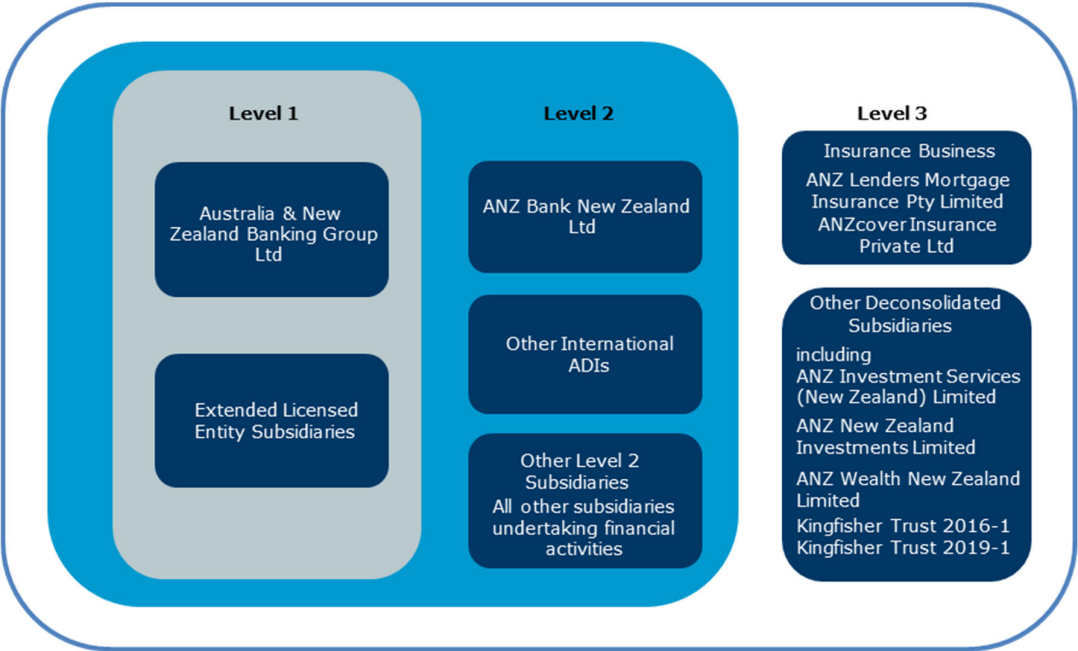 Level 1
Australia & New
Zealand Banking Group
Ltd
Extended Licensed
Entity Subsidiaries
Level 2
ANZ Bank New Zealand
Ltd
Other International
ADIs
Other Level 2
Subsidiaries
All other subsidiaries
undertaking financial
activities
Level 3
Insurance Business
ANZ Lenders Mortgage
Insurance Pty Limited
ANZcover Insurance
Private Ltd
Other Deconsolidated
Subsidiaries
including
ANZ Investment Services
(New Zealand) Limited
ANZ New Zealand
Investments Limited
ANZ Wealth New Zealand
Limited
Kingfisher Trust 2016-1
Kingfisher Trust 2019-1